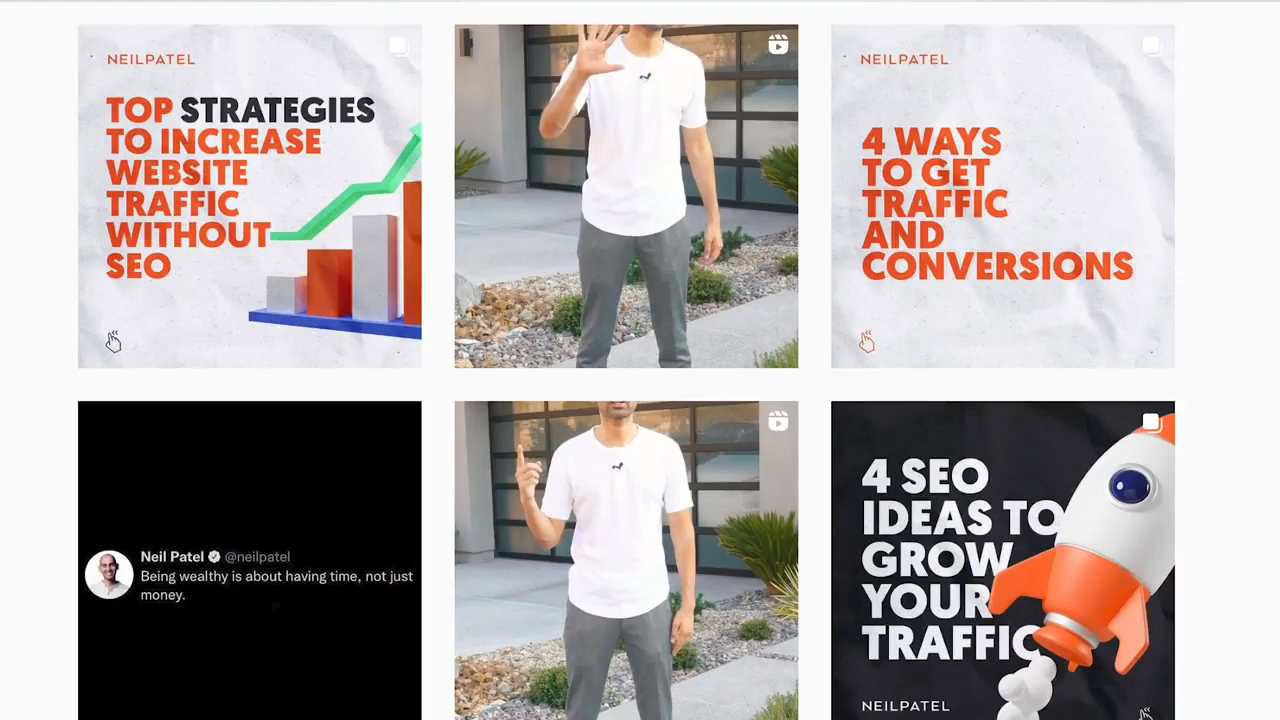 NEILPATEL
TOP STRATEGIES
TO INCREASE
WEBSITE
TRAFFIC
WITHOUT
SEO
NEILPATEL
4 WAYS
TO GET
TRAFFIC
AND
CONVERSIONS
Neil Patel @neilpatel
Being wealthy is about having time, not just
money.
4 SEO
IDEAS TO
GROW
YOUR
TRAFFIC
NEILPATEL